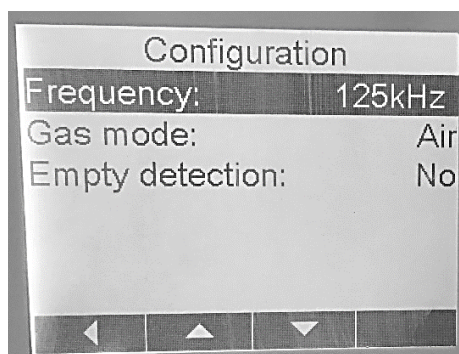 Configuration
Frequency: 125kHz
Gas mode: Air
Empty detection: No